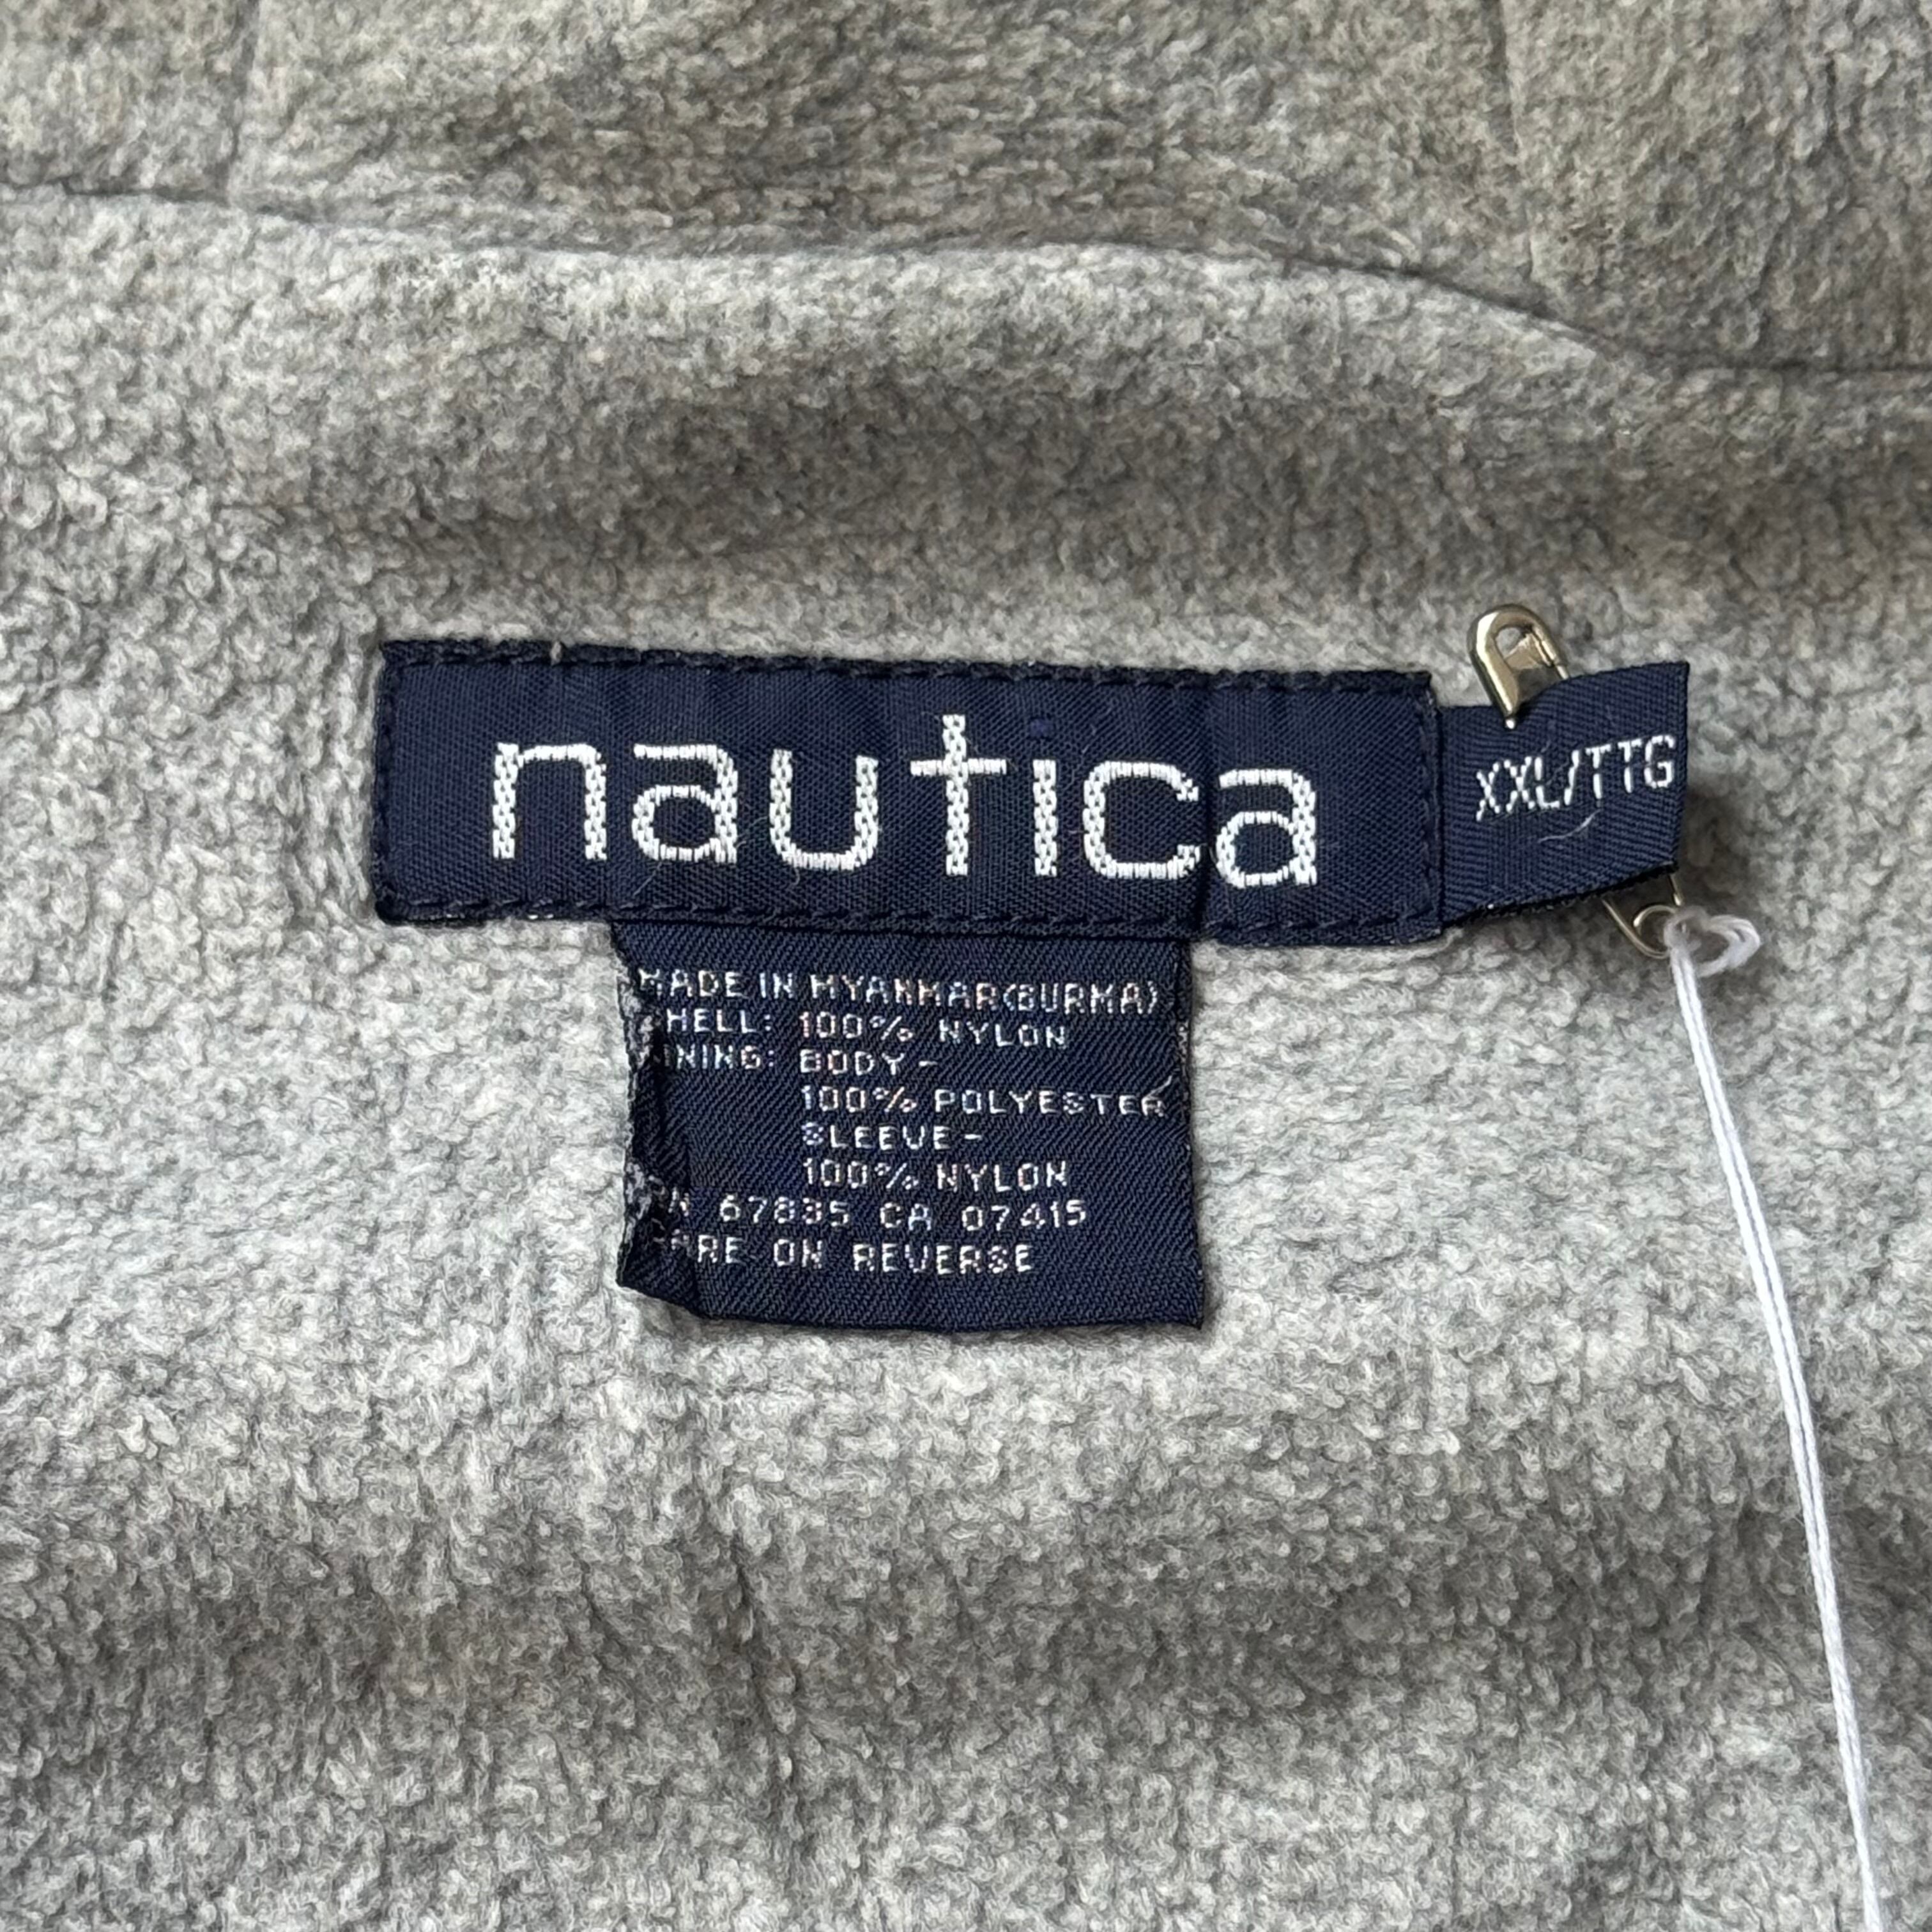 nautica
XXL/TTG
MADE IN MYANMAR(BURMA)
SHELL: 100% NYLON
LINING: BODY-
100% POLYESTER
SLEEVE-
100% NYLON
RN 67835 CA 07415
CARE ON REVERSE